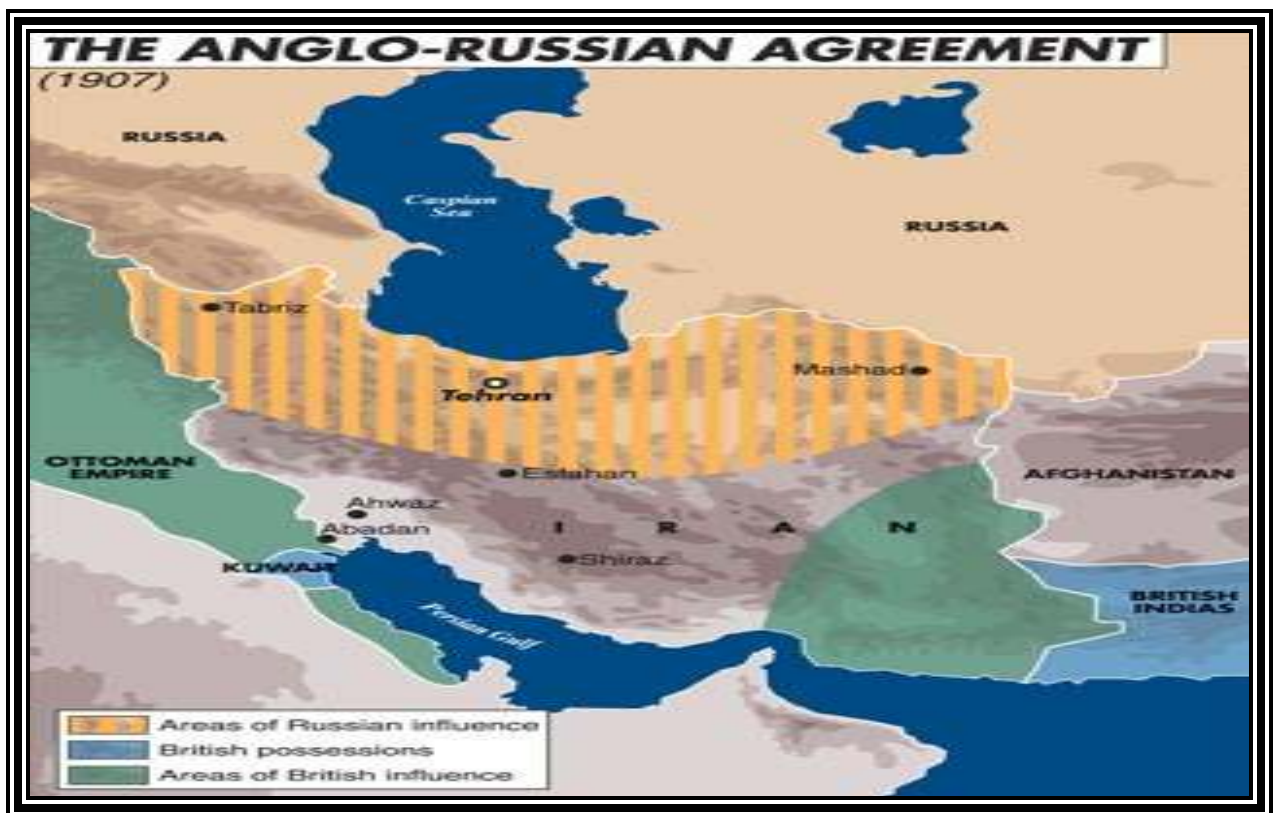 THE ANGLO-RUSSIAN AGREEMENT
(1907)
RUSSIA
Caspian
Sea
RUSSIA
Tabriz
Tehran
Mashad
OTTOMAN
EMPIRE
Esfahan
AFGHANISTAN
Ahwaz
Abadan
I R A N
Shiraz
KUWAIT
BRITISH
INDIAS
Persian Gulf
Areas of Russian influence
British possessions
Areas of British influence